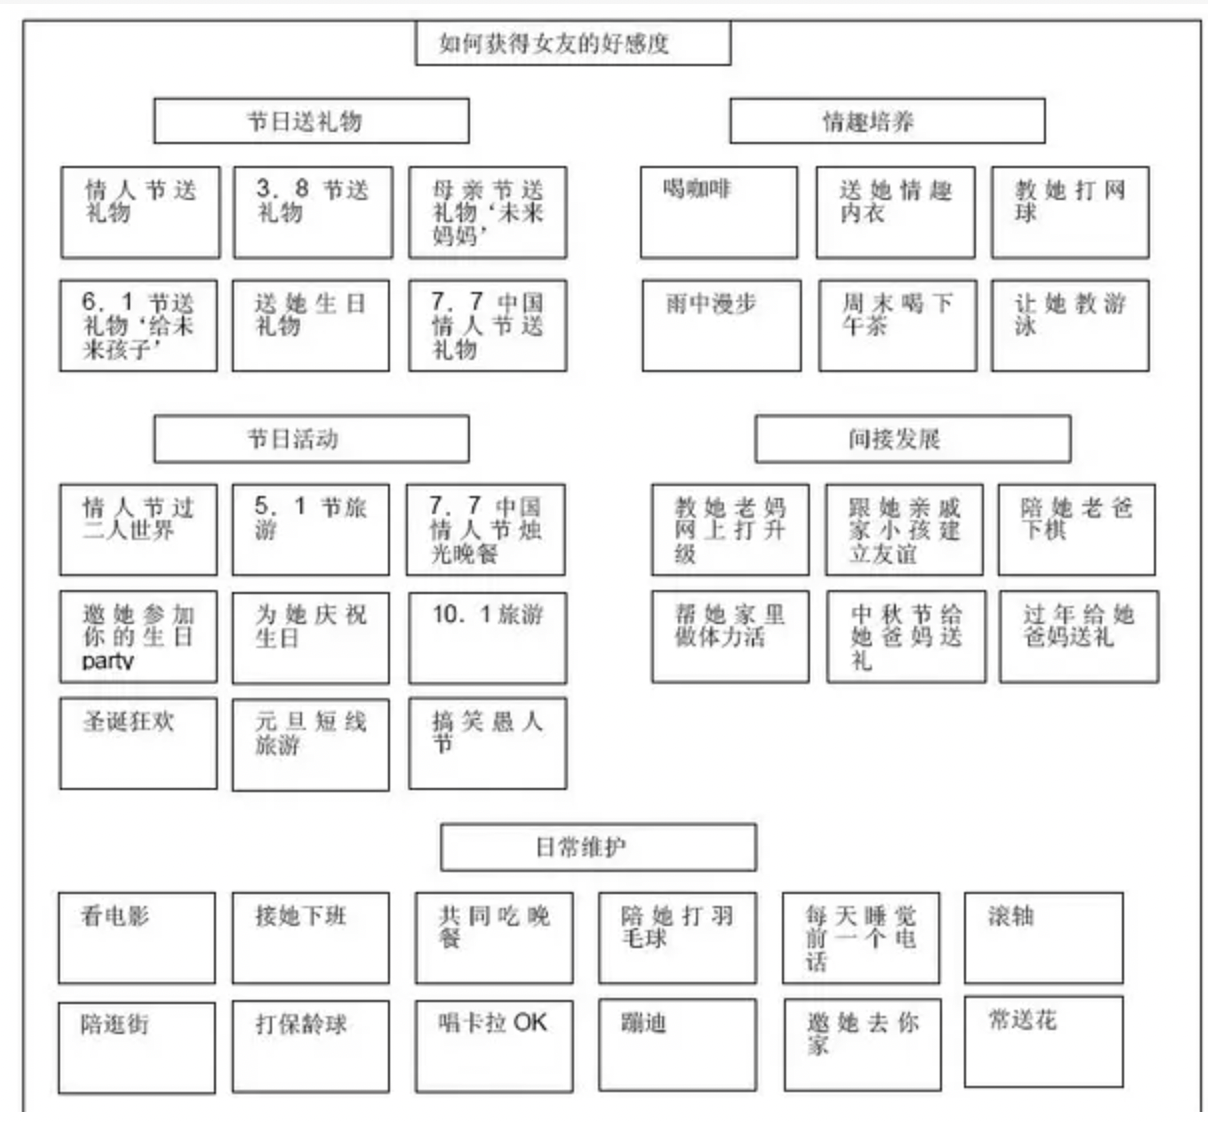 如何获得女友的好感度
节日送礼物
情人节送
礼物
3. 8 节送
礼物
母亲节送
礼物‘未来
妈妈’
6. 1 节送
礼物‘给未
来孩子’
送她生日
礼物
7. 7 中国
情人节送
礼物
情趣培养
喝咖啡
送她情趣
内衣
教她打网
球
雨中漫步
周末喝下
午茶
让她教游
泳
节日活动
情人节过
二人世界
5. 1 节旅
游
7. 7 中国
情人节烛
光晚餐
邀她参加
你的生日
party
为她庆祝
生日
10. 1 旅游
圣诞狂欢
元旦短线
旅游
搞笑愚人
节
间接发展
教她老妈
网上打升
级
跟她亲戚
家小孩建
立友谊
陪她老爸
下棋
帮她家里
做体力活
中秋节给
她爸妈送
礼
过年给她
爸妈送礼
日常维护
看电影
接她下班
共同吃晚
餐
陪她打羽
毛球
每天睡觉
前一个电
话
滚轴
陪逛街
打保龄球
唱卡拉 OK
蹦迪
邀她去你
家
常送花